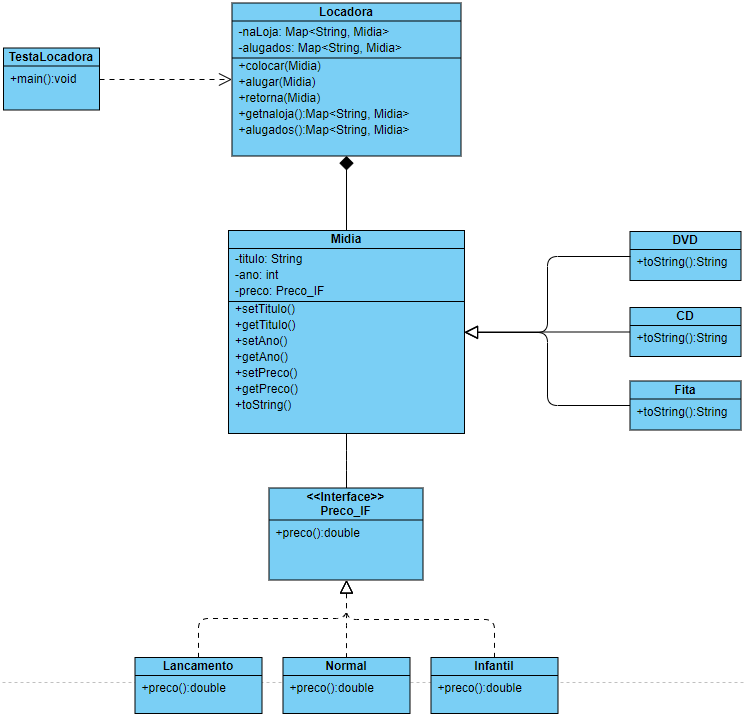 Locadora
-naLoja: Map<String, Midia>
-alugados: Map<String, Midia>
+colocar(Midia)
+alugar(Midia)
+retorna(Midia)
+getnaloja():Map<String, Midia>
+alugados():Map<String, Midia>
TestaLocadora
+main():void
Midia
-titulo: String
-ano: int
-preco: Preco_IF
+setTitulo()
+getTitulo()
+setAno()
+getAno()
+setPreco()
+getPreco()
+toString()
DVD
+toString():String
CD
+toString():String
Fita
+toString():String
<<Interface>>
Preco_IF
+preco():double
Lancamento
+preco():double
Normal
+preco():double
Infantil
+preco():double